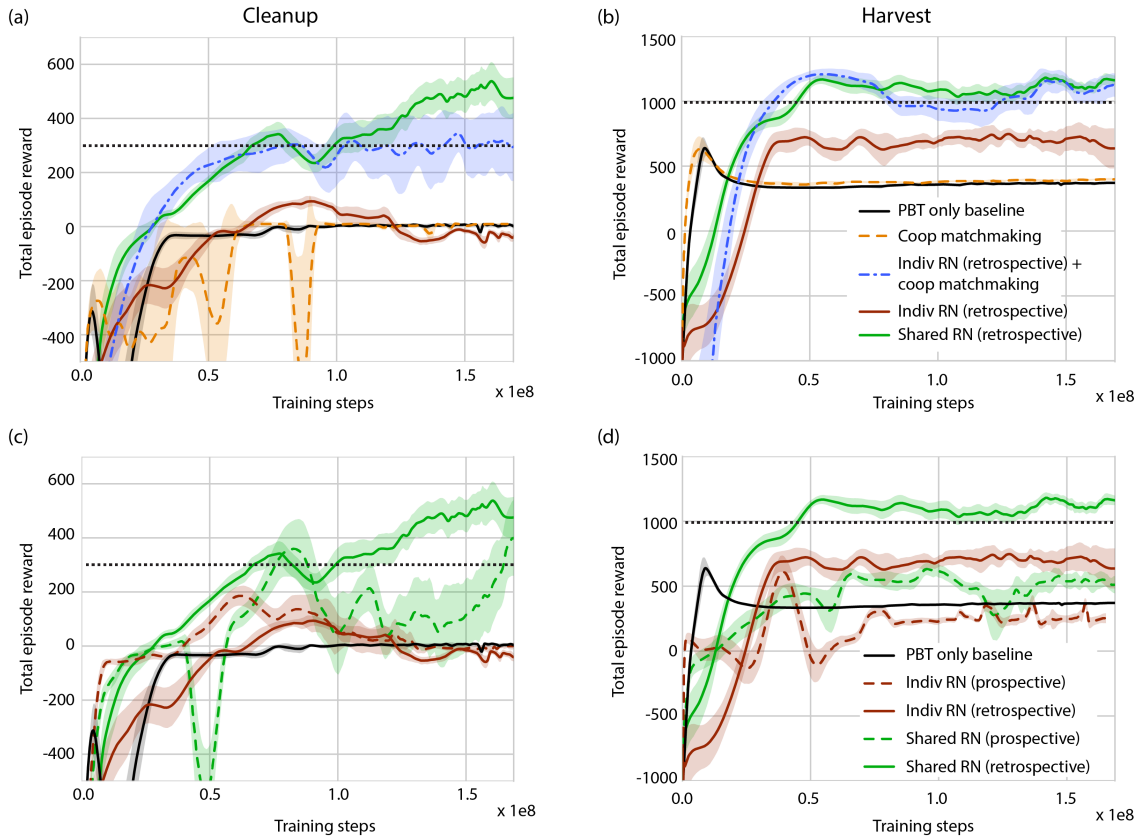 (a)
Cleanup
Total episode reward
600
400
200
0
-200
-400
0.0
0.5
1.0
1.5
x 1e8
Training steps
(b)
Harvest
Total episode reward
1500
1000
500
0
-500
-1000
PBT only baseline
Coop matchmaking
Indiv RN (retrospective) +
coop matchmaking
Indiv RN (retrospective)
Shared RN (retrospective)
0.0
0.5
1.0
1.5
x 1e8
Training steps
(c)
Total episode reward
600
400
200
0
-200
-400
0.0
0.5
1.0
1.5
x 1e8
Training steps
(d)
Total episode reward
1500
1000
500
0
-500
-1000
PBT only baseline
Indiv RN (prospective)
Indiv RN (retrospective)
Shared RN (prospective)
Shared RN (retrospective)
0.0
0.5
1.0
1.5
x 1e8
Training steps